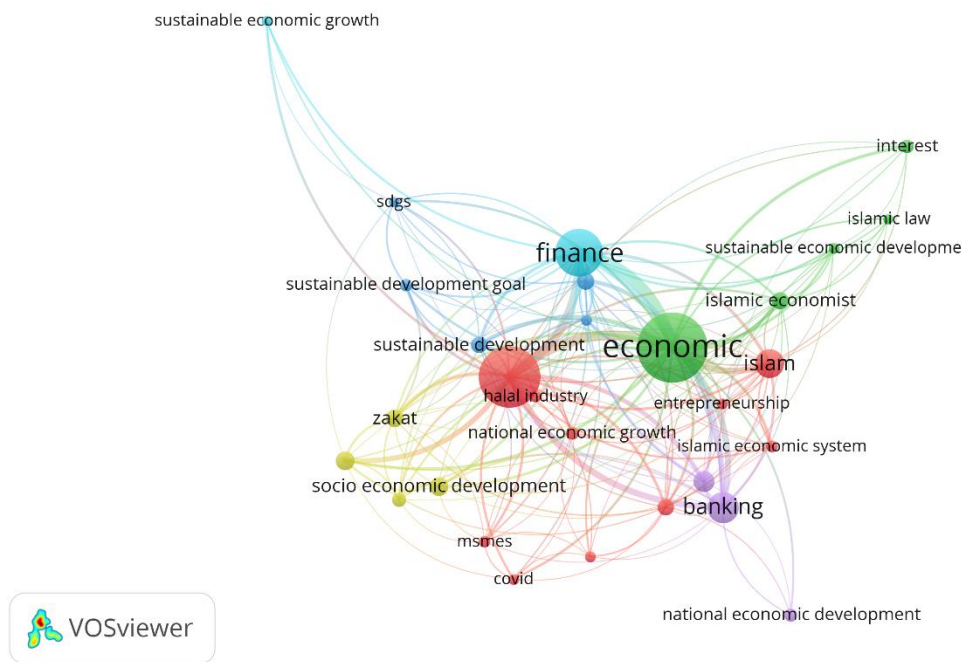 sustainable economic growth
interest
sdgs
islamic law
finance
sustainable economic developme
sustainable development goal
islamic economist
sustainable development
economic
islam
halal industry
entrepreneurship
zakat
national economic growth
islamic economic system
socio economic development
banking
msmes
covid
national economic development
VOSviewer